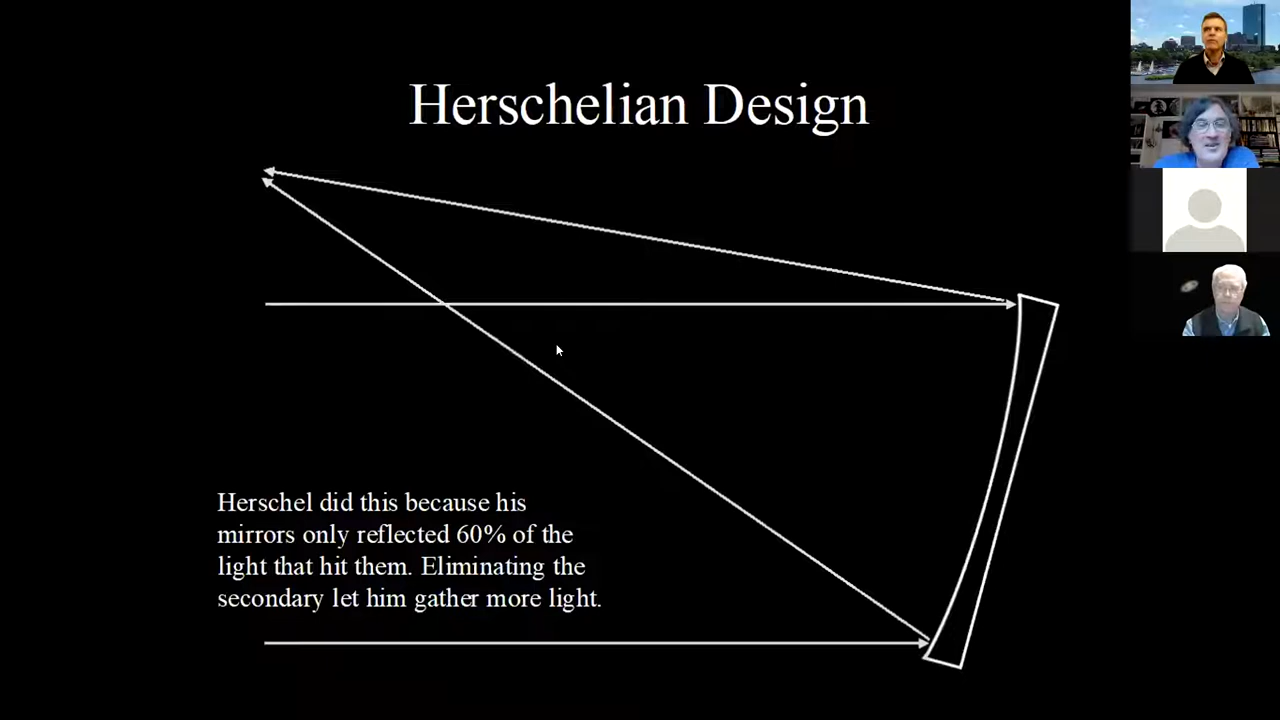 Herschelian Design
Herschel did this because his
mirrors only reflected 60% of the
light that hit them. Eliminating the
secondary let him gather more light.